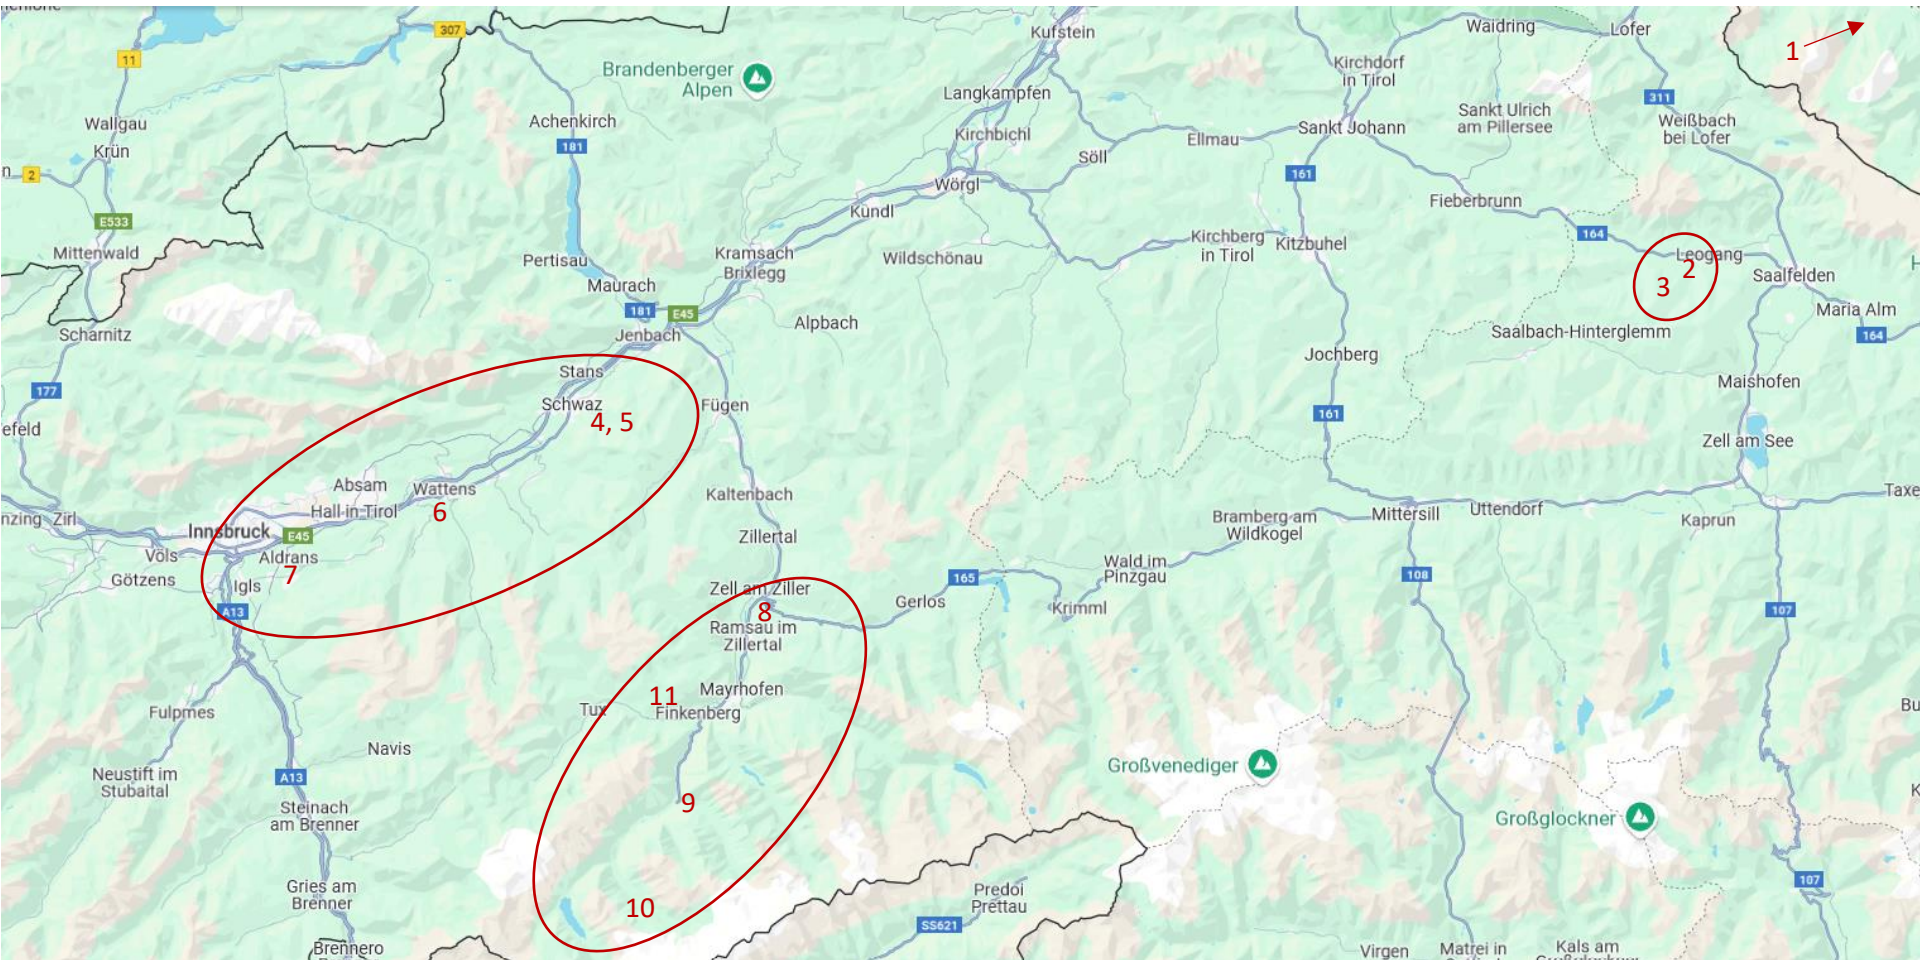 307
Kufstein
Waidring
Lofer
1
11
Brandenberger
Alpen
Kirchdorf
in Tirol
Langkampfen
311
Wallgau
Achenkirch
Sankt Ulrich
am Pillersee
Weißbach
bei Lofer
Krün
181
Kirchbichl
Ellmau
Sankt Johann
Söll
2
161
Wörgl
E533
Kundl
Fieberbrunn
164
Mittenwald
Pertisau
Kramsach
Brixlegg
Wildschönau
Kirchberg
in Tirol
Kitzbuhel
Leogang
2
3
Saalfelden
Maurach
181
E45
Maria Alm
Scharnitz
Jenbach
Alpbach
Saalbach-Hinterglemm
164
Jochberg
Stans
177
Maishofen
Schwaz
Fügen
161
4, 5
efeld
Zell am See
Absam
Wattens
Kaltenbach
Taxe
Hall in Tirol
6
nzing
Zirl
Innsbruck
E45
Bramberg am
Wildkogel
Mittersill
Uttendorf
Kaprun
Zillertal
Völs
Aldrans
Götzens
Igls
7
Zell am Ziller
165
Wald im
Pinzgau
108
A13
8
Gerlos
Krimml
107
Ramsau im
Zillertal
11
Mayrhofen
Tux
Finkenberg
Fulpmes
Bu
Navis
Großvenediger
Neustift im
Stubaital
A13
9
Steinach
am Brenner
Großglockner
Gries am
Brenner
10
Predoi
Prettau
107
SS621
Brennero
Virgen
Matrei in
Kals am